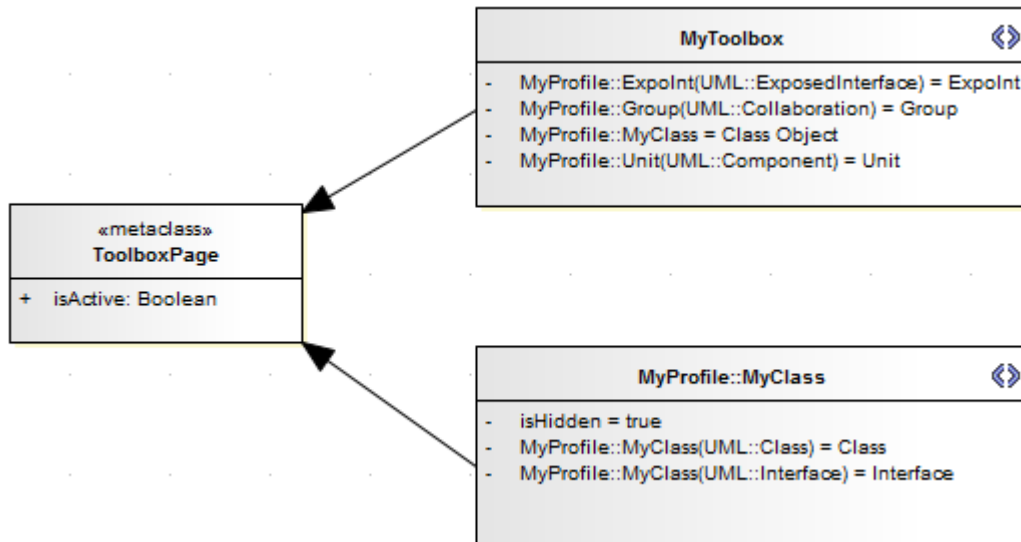 MyToolbox
- MyProfile::ExpoInt(UML::ExposedInterface) = ExpoInt
- MyProfile::Group(UML::Collaboration) = Group
- MyProfile::MyClass = Class Object
- MyProfile::Unit(UML::Component) = Unit
«metaclass»
ToolboxPage
+ isActive: Boolean
MyProfile::MyClass
- isHidden = true
- MyProfile::MyClass(UML::Class) = Class
- MyProfile::MyClass(UML::Interface) = Interface